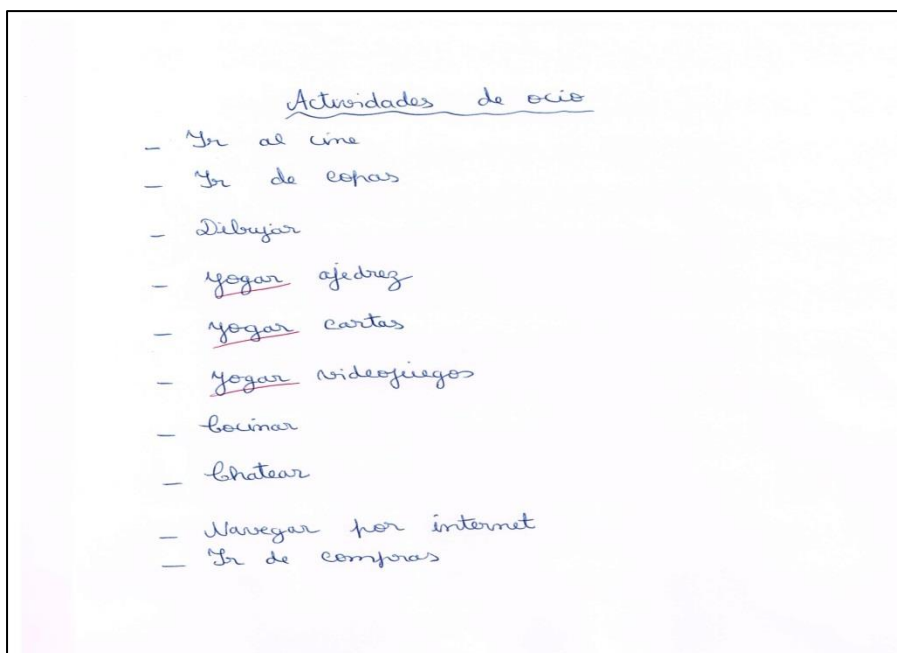 Actividades de ocio
_ Ir al cine
_ Ir de copas
_ Dibujar
_ yogar ajedrez
_ yogar cartas
_ yogar videojuegos
_ Cocinar
_ Chatear
_ Navegar por internet
_ Ir de compras